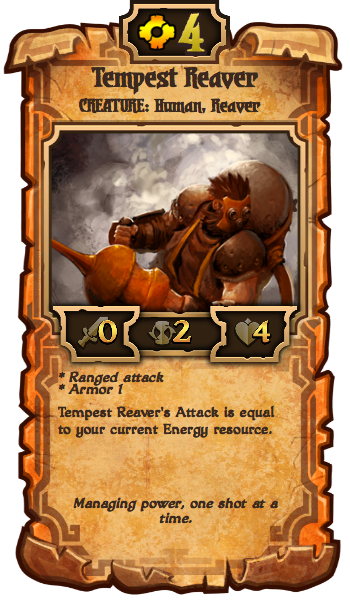 4
Tempest Reaver
CREATURE: Human, Reaver
0 2 4
* Ranged attack
* Armor 1
Tempest Reaver's Attack is equal
to your current Energy resource.
Managing power, one shot at a
time.